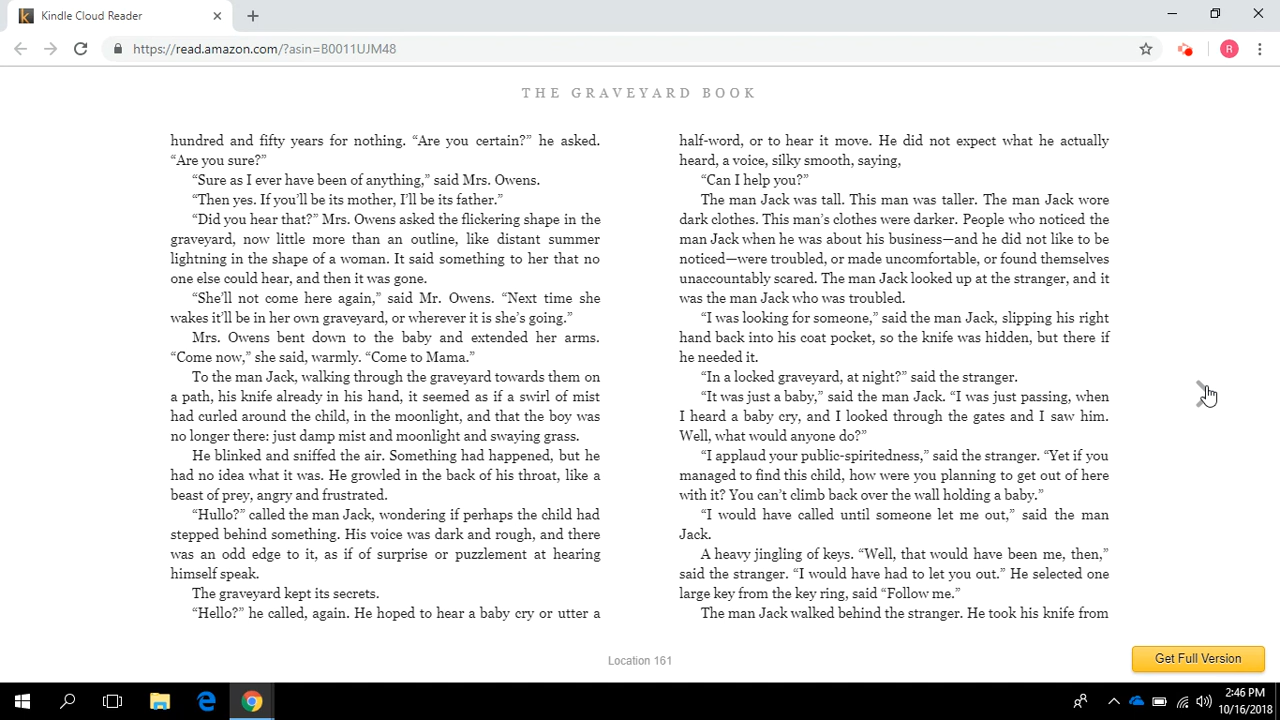 Kindle Cloud Reader
https://read.amazon.com/?asin=B0011UJM48
R
THE GRAVEYARD BOOK
hundred and fifty years for nothing. “Are you certain?” he asked.
“Are you sure?”
“Sure as I ever have been of anything,” said Mrs. Owens.
“Then yes. If you’ll be its mother, I’ll be its father.”
“Did you hear that?” Mrs. Owens asked the flickering shape in the
graveyard, now little more than an outline, like distant summer
lightning in the shape of a woman. It said something to her that no
one else could hear, and then it was gone.
“She’ll not come here again,” said Mr. Owens. “Next time she
wakes it’ll be in her own graveyard, or wherever it is she’s going.”
Mrs. Owens bent down to the baby and extended her arms.
“Come now,” she said, warmly. “Come to Mama.”
To the man Jack, walking through the graveyard towards them on
a path, his knife already in his hand, it seemed as if a swirl of mist
had curled around the child, in the moonlight, and that the boy was
no longer there: just damp mist and moonlight and swaying grass.
He blinked and sniffed the air. Something had happened, but he
had no idea what it was. He growled in the back of his throat, like a
beast of prey, angry and frustrated.
“Hullo?” called the man Jack, wondering if perhaps the child had
stepped behind something. His voice was dark and rough, and there
was an odd edge to it, as if of surprise or puzzlement at hearing
himself speak.
The graveyard kept its secrets.
“Hello?” he called, again. He hoped to hear a baby cry or utter a
half-word, or to hear it move. He did not expect what he actually
heard, a voice, silky smooth, saying,
“Can I help you?”
The man Jack was tall. This man was taller. The man Jack wore
dark clothes. This man’s clothes were darker. People who noticed the
man Jack when he was about his business—and he did not like to be
noticed—were troubled, or made uncomfortable, or found themselves
unaccountably scared. The man Jack looked up at the stranger, and it
was the man Jack who was troubled.
“I was looking for someone,” said the man Jack, slipping his right
hand back into his coat pocket, so the knife was hidden, but there if
he needed it.
“In a locked graveyard, at night?” said the stranger.
“It was just a baby,” said the man Jack. “I was just passing, when
I heard a baby cry, and I looked through the gates and I saw him.
Well, what would anyone do?”
“I applaud your public-spiritedness,” said the stranger. “Yet if you
managed to find this child, how were you planning to get out of here
with it? You can’t climb back over the wall holding a baby.”
“I would have called until someone let me out,” said the man
Jack.
A heavy jingling of keys. “Well, that would have been me, then,”
said the stranger. “I would have had to let you out.” He selected one
large key from the key ring, said “Follow me.”
The man Jack walked behind the stranger. He took his knife from
Location 161
Get Full Version
2:46 PM
10/16/2018